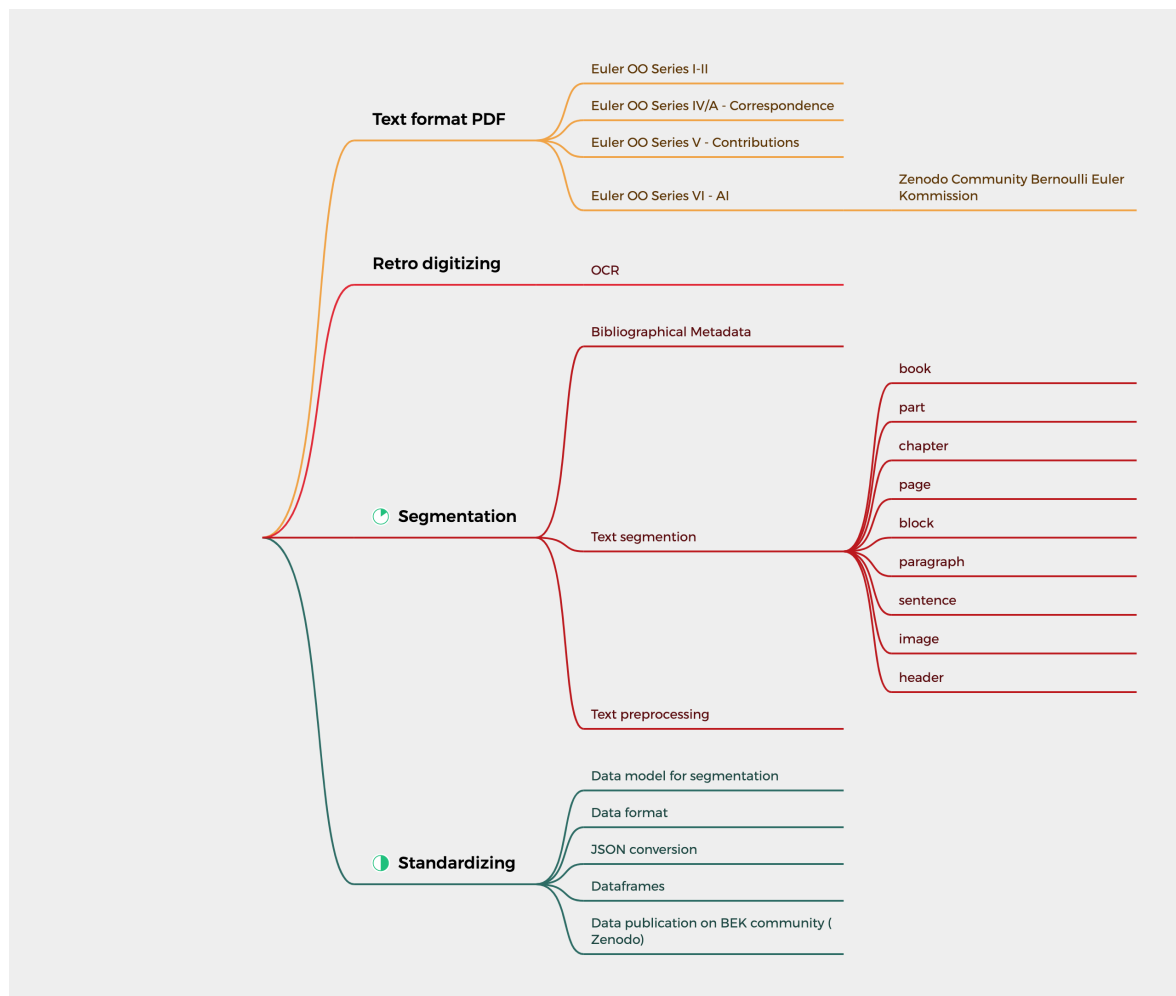 Text format PDF
Euler OO Series I-II
Euler OO Series IV/A - Correspondence
Euler OO Series V - Contributions
Euler OO Series VI - AI
Zenodo Community Bernoulli Euler
Kommission
Retro digitizing
OCR
Segmentation
Bibliographical Metadata
Text segmention
book
part
chapter
page
block
paragraph
sentence
image
header
Text preprocessing
Standardizing
Data model for segmentation
Data format
JSON conversion
Dataframes
Data publication on BEK community (
Zenodo)